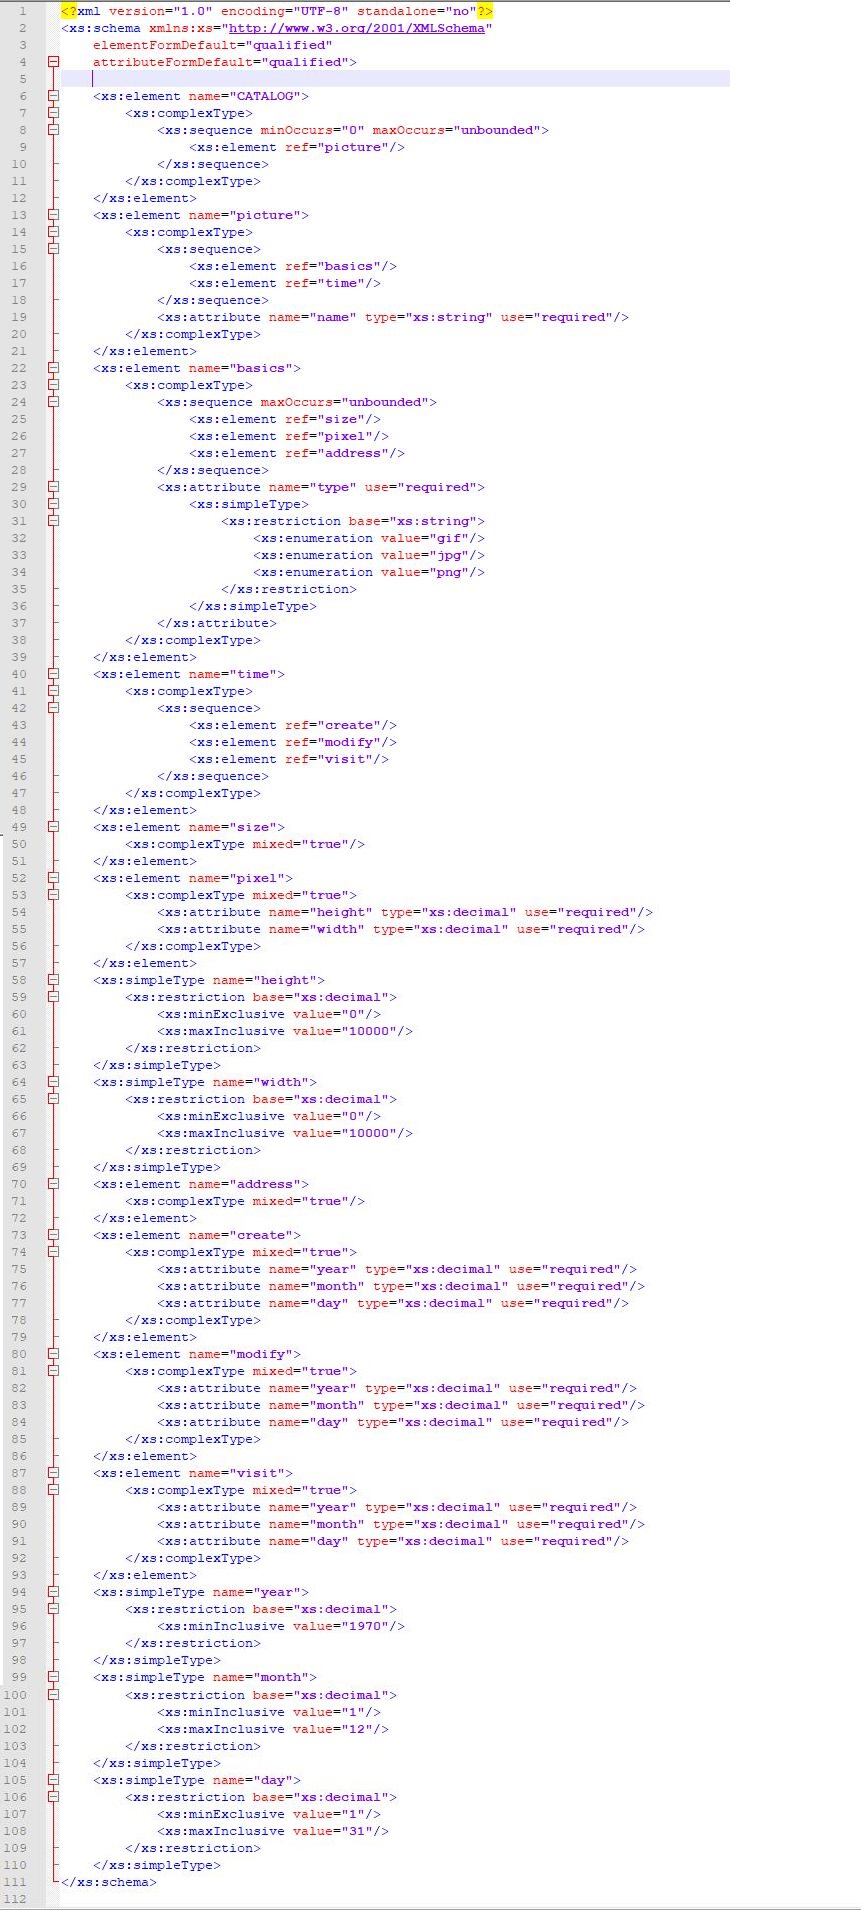 1 <?xml version="1.0" encoding="UTF-8" standalone="no"?>
2 <xs:schema xmlns:xs="http://www.w3.org/2001/XMLSchema"
3     elementFormDefault="qualified"
4     attributeFormDefault="qualified">
5
6     <xs:element name="CATALOG">
7         <xs:complexType>
8             <xs:sequence minOccurs="0" maxOccurs="unbounded">
9                 <xs:element ref="picture"/>
10             </xs:sequence>
11         </xs:complexType>
12     </xs:element>
13     <xs:element name="picture">
14         <xs:complexType>
15             <xs:sequence>
16                 <xs:element ref="basics"/>
17                 <xs:element ref="time"/>
18             </xs:sequence>
19             <xs:attribute name="name" type="xs:string" use="required"/>
20         </xs:complexType>
21     </xs:element>
22     <xs:element name="basics">
23         <xs:complexType>
24             <xs:sequence maxOccurs="unbounded">
25                 <xs:element ref="size"/>
26                 <xs:element ref="pixel"/>
27                 <xs:element ref="address"/>
28             </xs:sequence>
29             <xs:attribute name="type" use="required">
30                 <xs:simpleType>
31                     <xs:restriction base="xs:string">
32                         <xs:enumeration value="gif"/>
33                         <xs:enumeration value="jpg"/>
34                         <xs:enumeration value="png"/>
35                     </xs:restriction>
36                 </xs:simpleType>
37             </xs:attribute>
38         </xs:complexType>
39     </xs:element>
40     <xs:element name="time">
41         <xs:complexType>
42             <xs:sequence>
43                 <xs:element ref="create"/>
44                 <xs:element ref="modify"/>
45                 <xs:element ref="visit"/>
46             </xs:sequence>
47         </xs:complexType>
48     </xs:element>
49     <xs:element name="size">
50         <xs:complexType mixed="true"/>
51     </xs:element>
52     <xs:element name="pixel">
53         <xs:complexType mixed="true">
54             <xs:attribute name="height" type="xs:decimal" use="required"/>
55             <xs:attribute name="width" type="xs:decimal" use="required"/>
56         </xs:complexType>
57     </xs:element>
58     <xs:simpleType name="height">
59         <xs:restriction base="xs:decimal">
60             <xs:minExclusive value="0"/>
61             <xs:maxInclusive value="10000"/>
62         </xs:restriction>
63     </xs:simpleType>
64     <xs:simpleType name="width">
65         <xs:restriction base="xs:decimal">
66             <xs:minExclusive value="0"/>
67             <xs:maxInclusive value="10000"/>
68         </xs:restriction>
69     </xs:simpleType>
70     <xs:element name="address">
71         <xs:complexType mixed="true"/>
72     </xs:element>
73     <xs:element name="create">
74         <xs:complexType mixed="true">
75             <xs:attribute name="year" type="xs:decimal" use="required"/>
76             <xs:attribute name="month" type="xs:decimal" use="required"/>
77             <xs:attribute name="day" type="xs:decimal" use="required"/>
78         </xs:complexType>
79     </xs:element>
80     <xs:element name="modify">
81         <xs:complexType mixed="true">
82             <xs:attribute name="year" type="xs:decimal" use="required"/>
83             <xs:attribute name="month" type="xs:decimal" use="required"/>
84             <xs:attribute name="day" type="xs:decimal" use="required"/>
85         </xs:complexType>
86     </xs:element>
87     <xs:element name="visit">
88         <xs:complexType mixed="true">
89             <xs:attribute name="year" type="xs:decimal" use="required"/>
90             <xs:attribute name="month" type="xs:decimal" use="required"/>
91             <xs:attribute name="day" type="xs:decimal" use="required"/>
92         </xs:complexType>
93     </xs:element>
94     <xs:simpleType name="year">
95         <xs:restriction base="xs:decimal">
96             <xs:minInclusive value="1970"/>
97         </xs:restriction>
98     </xs:simpleType>
99     <xs:simpleType name="month">
100         <xs:restriction base="xs:decimal">
101             <xs:minInclusive value="1"/>
102             <xs:maxInclusive value="12"/>
103         </xs:restriction>
104     </xs:simpleType>
105     <xs:simpleType name="day">
106         <xs:restriction base="xs:decimal">
107             <xs:minExclusive value="1"/>
108             <xs:maxInclusive value="31"/>
109         </xs:restriction>
110     </xs:simpleType>
111 </xs:schema>
112